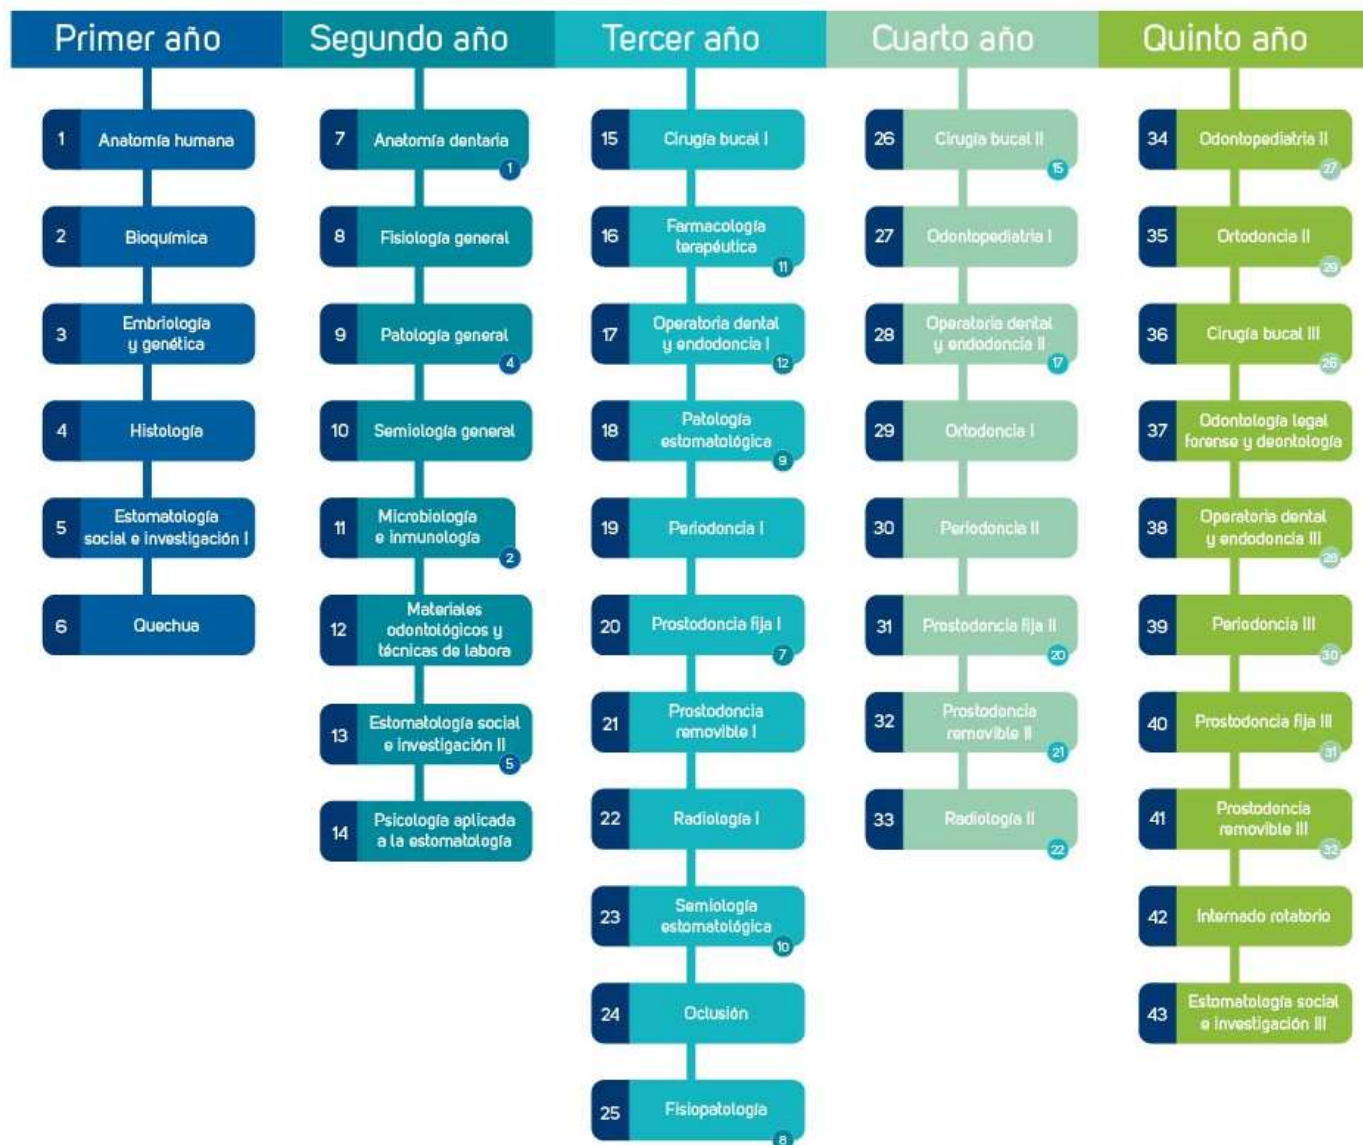 Primer año
1
Anatomía humana
2
Bioquímica
3
Embriología
y genética
4
Histología
5
Estomatología
social e investigación I
6
Quechua
Segundo año
7
Anatomía dentaria
1
8
Fisiología general
9
Patología general
4
10
Semiología general
11
Microbiología
e inmunología
2
12
Materiales
odontológicos y
técnicas de labora
13
Estomatología social
e investigación II
5
14
Psicología aplicada
a la estomatología
Tercer año
15
Cirugía bucal I
16
Farmacología
terapéutica
11
17
Operatoria dental
y endodoncia I
12
18
Patología
estomatológica
9
19
Periodoncia I
20
Prostodoncia fija I
7
21
Prostodoncia
removible I
22
Radiología I
23
Semiología
estomatológica
10
24
Oclusión
25
Fisiopatología
8
Cuarto año
26
Cirugía bucal II
15
27
Odontopediatria I
28
Operatoria dental
y endodoncia II
17
29
Ortodoncia I
30
Periodoncia II
31
Prostodoncia fija II
20
32
Prostodoncia
removible II
21
33
Radiología II
22
Quinto año
34
Odontopediatria II
27
35
Ortodoncia II
29
36
Cirugía bucal III
26
37
Odontología legal
forense y deontología
38
Operatoria dental
y endodoncia III
28
39
Periodoncia III
30
40
Prostodoncia fija III
31
41
Prostodoncia
removible III
32
42
Internado rotatorio
43
Estomatología social
e investigación III